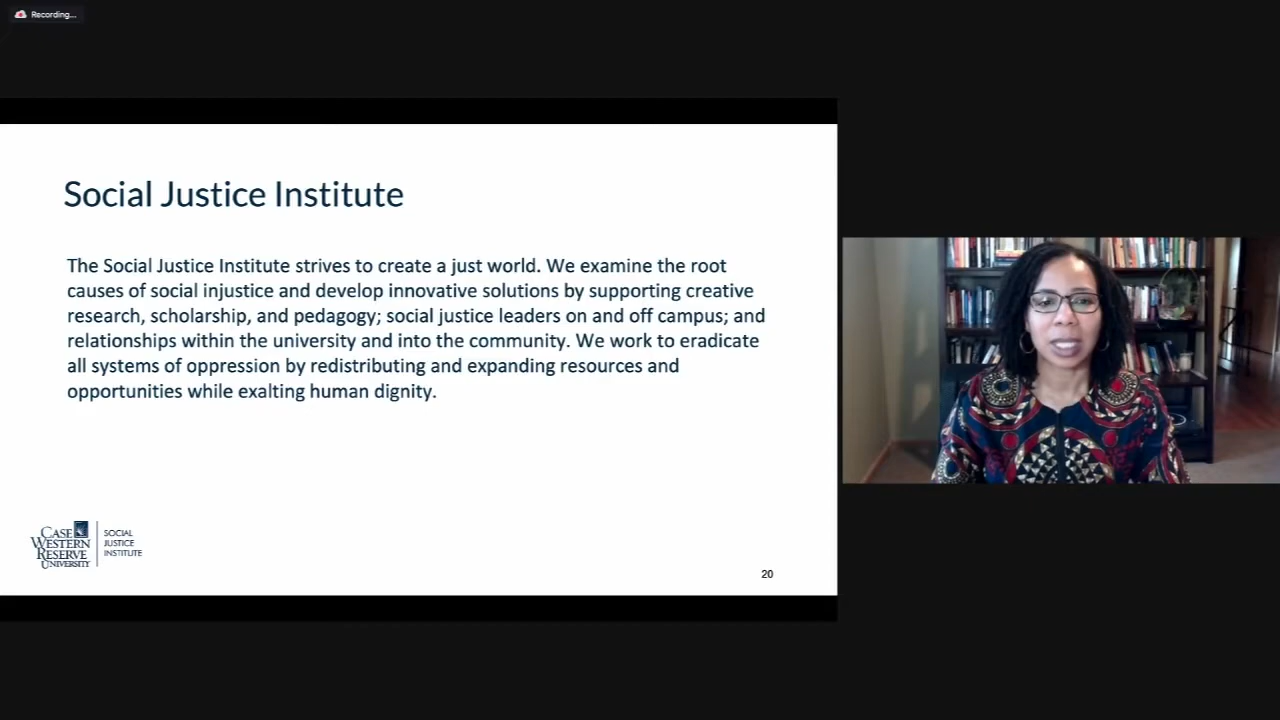 Recording...
Social Justice Institute
The Social Justice Institute strives to create a just world. We examine the root
causes of social injustice and develop innovative solutions by supporting creative
research, scholarship, and pedagogy; social justice leaders on and off campus; and
relationships within the university and into the community. We work to eradicate
all systems of oppression by redistributing and expanding resources and
opportunities while exalting human dignity.
CASE
WESTERN
RESERVE
UNIVERSITY
SOCIAL
JUSTICE
INSTITUTE
20